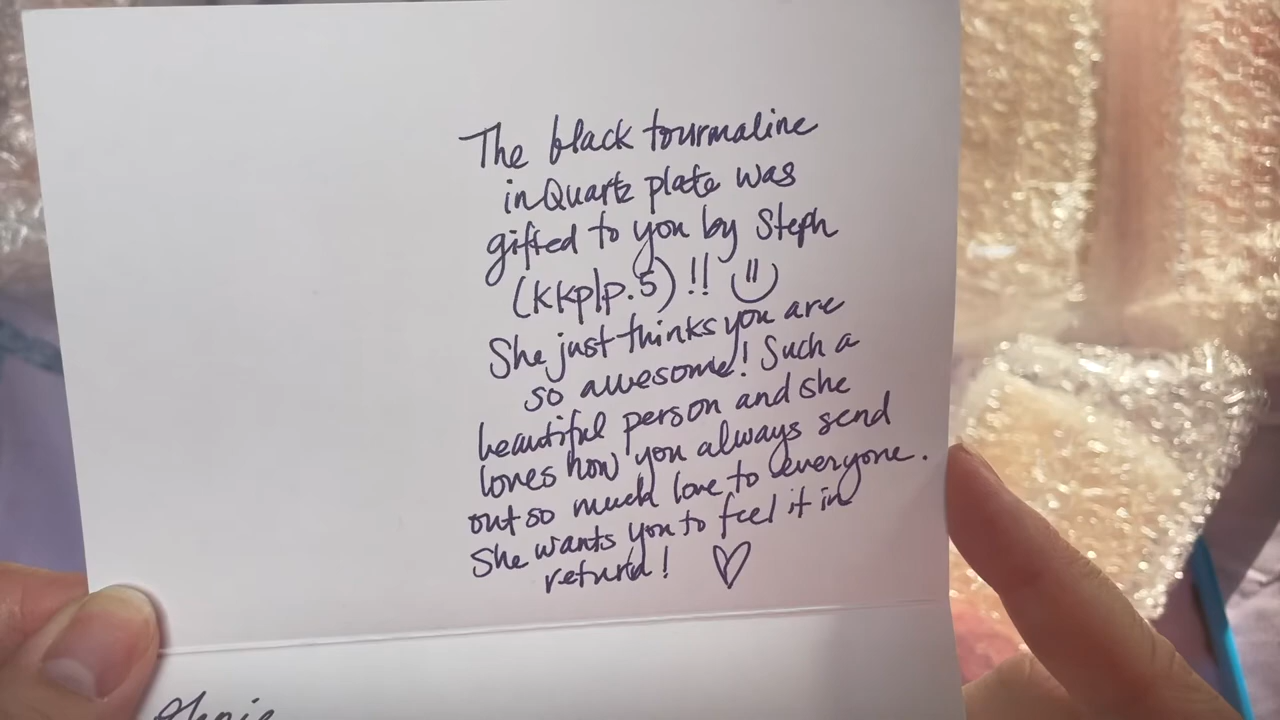 The black tourmaline
in Quartz plate was
gifted to you by Steph
(kkplp.5) !!
She just thinks you are
so awesome! Such a
beautiful person and she
loves how you always send
out so much love to everyone.
She wants you to feel it in
return!